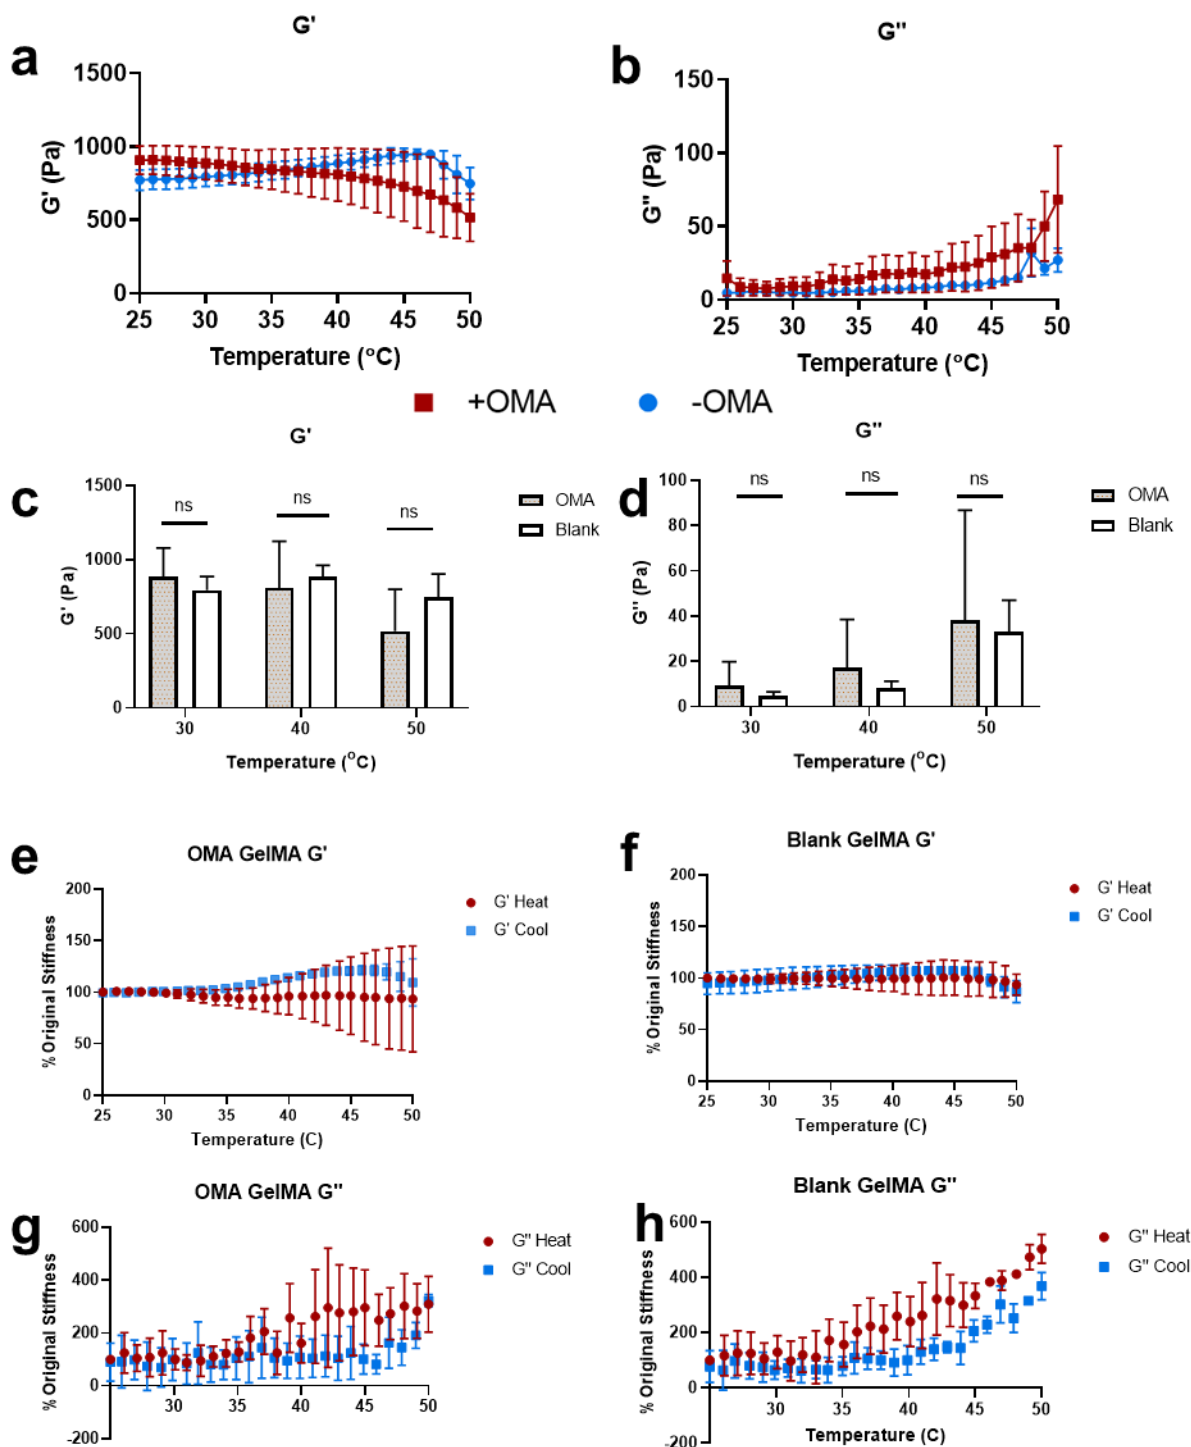 G'
G"
a
b
1500
1000
500
0
G' (Pa)
25 30 35 40 45 50
Temperature (°C)
150
100
50
0
G" (Pa)
25 30 35 40 45 50
Temperature (°C)
+OMA
-OMA
G'
G"
c
1500
1000
500
0
G' (Pa)
ns
ns
ns
OMA
Blank
30 40 50
Temperature (°C)
d
100
80
60
40
20
0
G" (Pa)
ns
ns
ns
OMA
Blank
30 40 50
Temperature (°C)
e
OMA GelMA G'
200
150
100
50
0
% Original Stiffness
G' Heat
G' Cool
25 30 35 40 45 50
Temperature (C)
f
Blank GelMA G'
200
150
100
50
0
% Original Stiffness
G' Heat
G' Cool
25 30 35 40 45 50
Temperature (C)
g
OMA GelMA G"
600
400
200
0
-200
% Original Stiffness
G" Heat
G" Cool
30 35 40 45 50
h
Blank GelMA G"
600
400
200
0
-200
% Original Stiffness
G" Heat
G" Cool
30 35 40 45 50
Temperature (C)